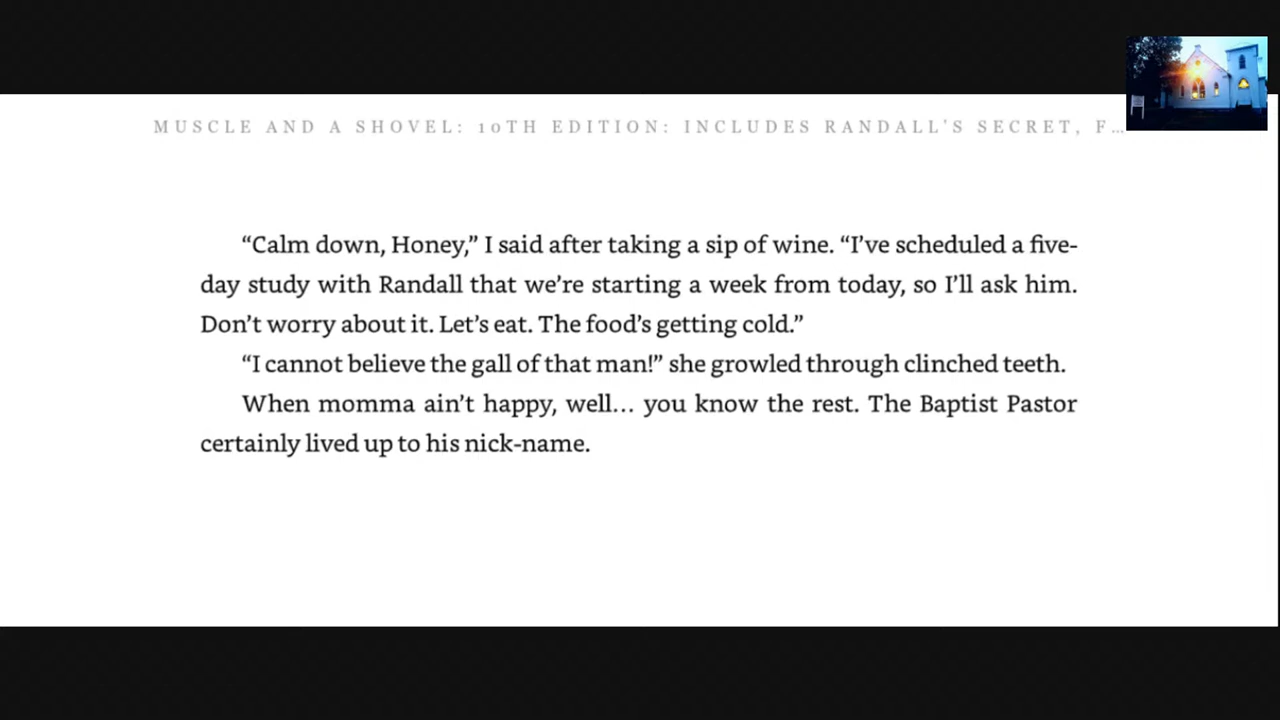 MUSCLE AND A SHOVEL: 10TH EDITION: INCLUDES RANDALL'S SECRET, F...
“Calm down, Honey,” I said after taking a sip of wine. “I’ve scheduled a five-
day study with Randall that we’re starting a week from today, so I’ll ask him.
Don’t worry about it. Let’s eat. The food’s getting cold.”
“I cannot believe the gall of that man!” she growled through clinched teeth.
When momma ain’t happy, well… you know the rest. The Baptist Pastor
certainly lived up to his nick-name.